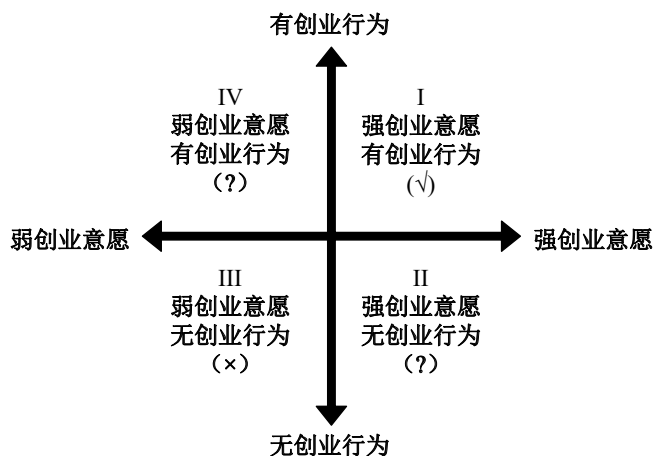 有创业行为
IV
弱创业意愿
有创业行为
（?）
I
强创业意愿
有创业行为
(√)
弱创业意愿
强创业意愿
III
弱创业意愿
无创业行为
（×）
II
强创业意愿
无创业行为
（?）
无创业行为